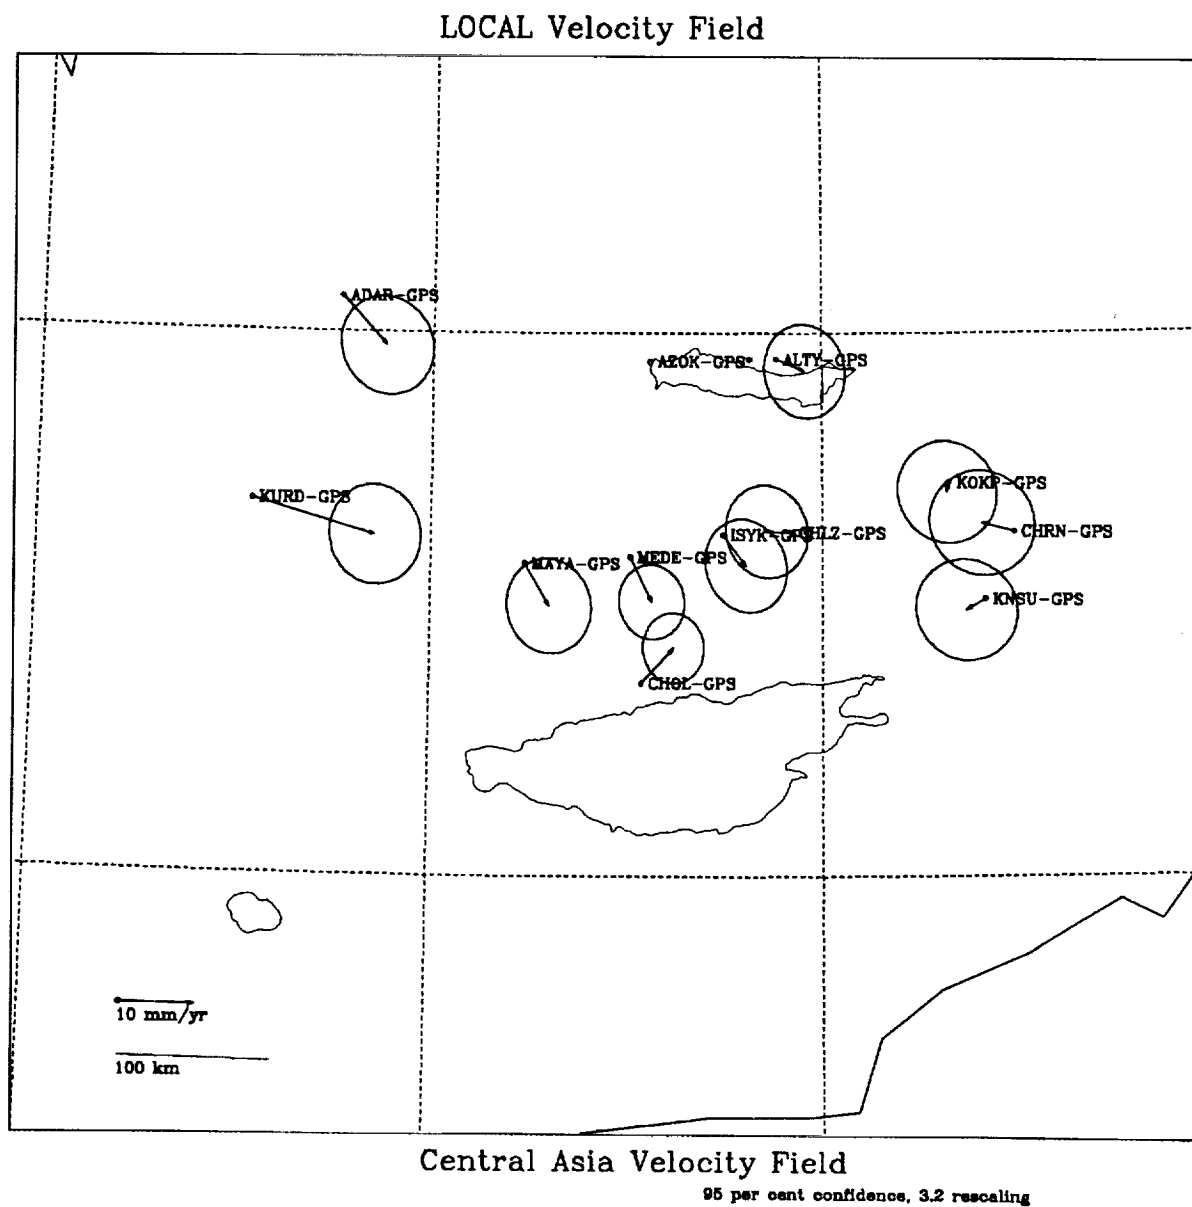 LOCAL Velocity Field
ADAR-GPS
AZOK-GPS
ALTY-GPS
KURD-GPS
KOKP-GPS
ISYK-GPS
CHLZ-GPS
CHRN-GPS
MAYA-GPS
MEDE-GPS
KNSU-GPS
CHOL-GPS
10 mm/yr
100 km
Central Asia Velocity Field
95 per cent confidence, 3.2 rescaling